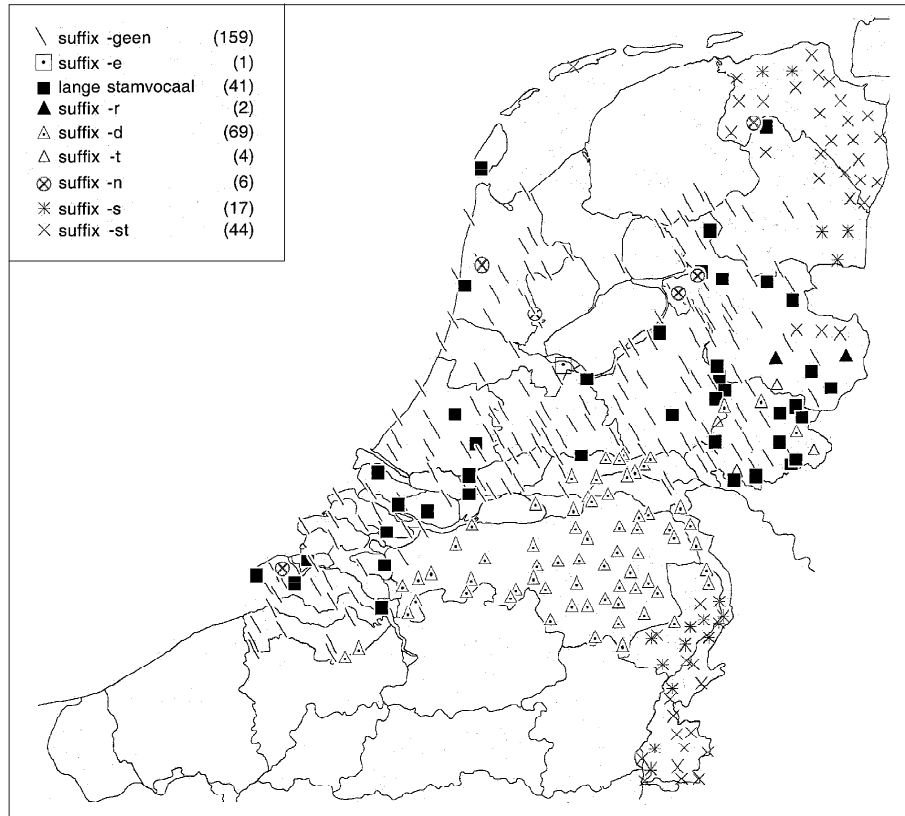 suffix -geen (159)
suffix -e (1)
lange stamvocaal (41)
suffix -r (2)
suffix -d (69)
suffix -t (4)
suffix -n (6)
suffix -s (17)
suffix -st (44)